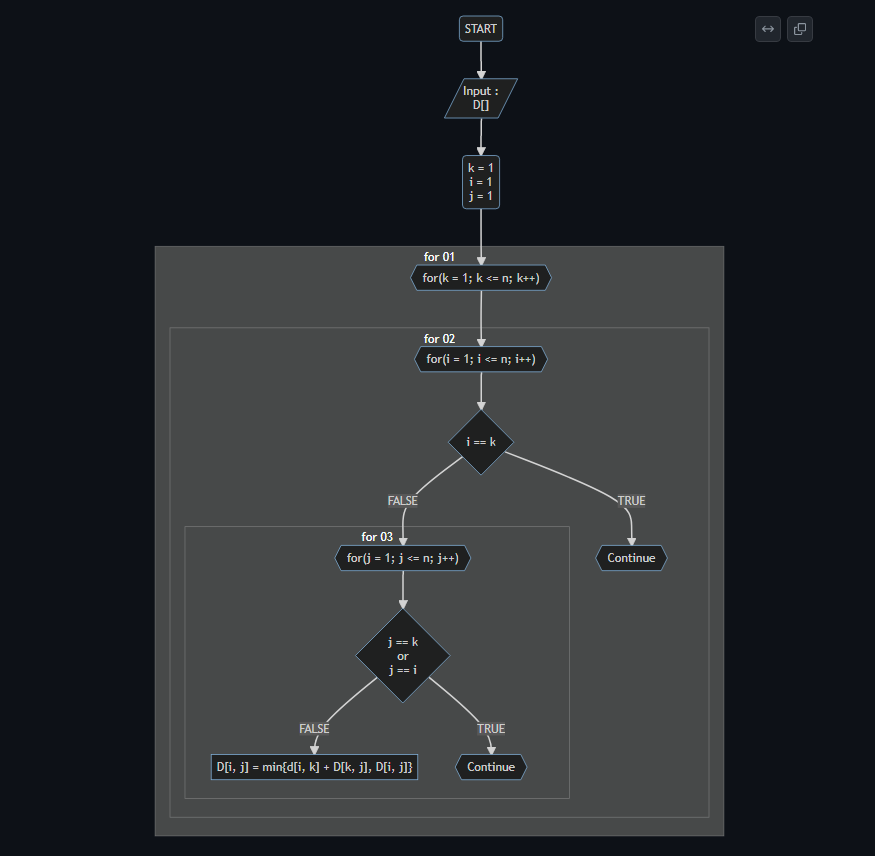 START
Input :
D[]
k = 1
i = 1
j = 1
for 01
for(k = 1; k <= n; k++)
for 02
for(i = 1; i <= n; i++)
i == k
FALSE
TRUE
for 03
for(j = 1; j <= n; j++)
Continue
j == k
or
j == i
FALSE
TRUE
D[i, j] = min{d[i, k] + D[k, j], D[i, j]}
Continue